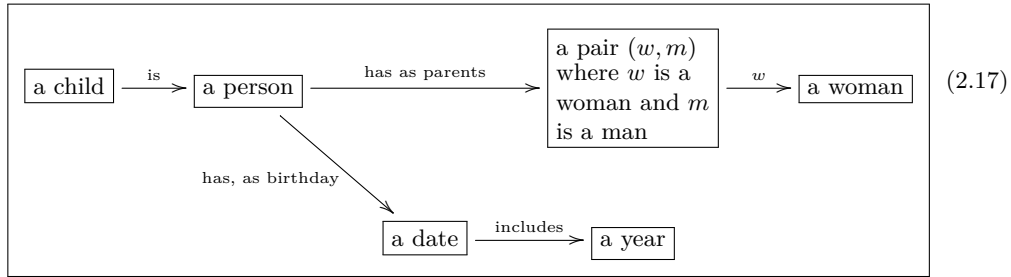 a child
is
a person
has as parents
a pair (w, m)
where w is a
woman and m
is a man
w
a woman
(2.17)
has, as birthday
a date
includes
a year